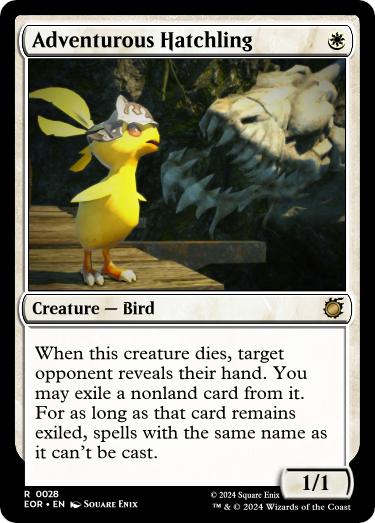 Adventurous Hatchling
Creature — Bird
When this creature dies, target
opponent reveals their hand. You
may exile a nonland card from it.
For as long as that card remains
exiled, spells with the same name as
it can't be cast.
1/1
R 0028
EOR • EN SQUARE ENIX
© 2024 Square Enix
™ & © 2024 Wizards of the Coast